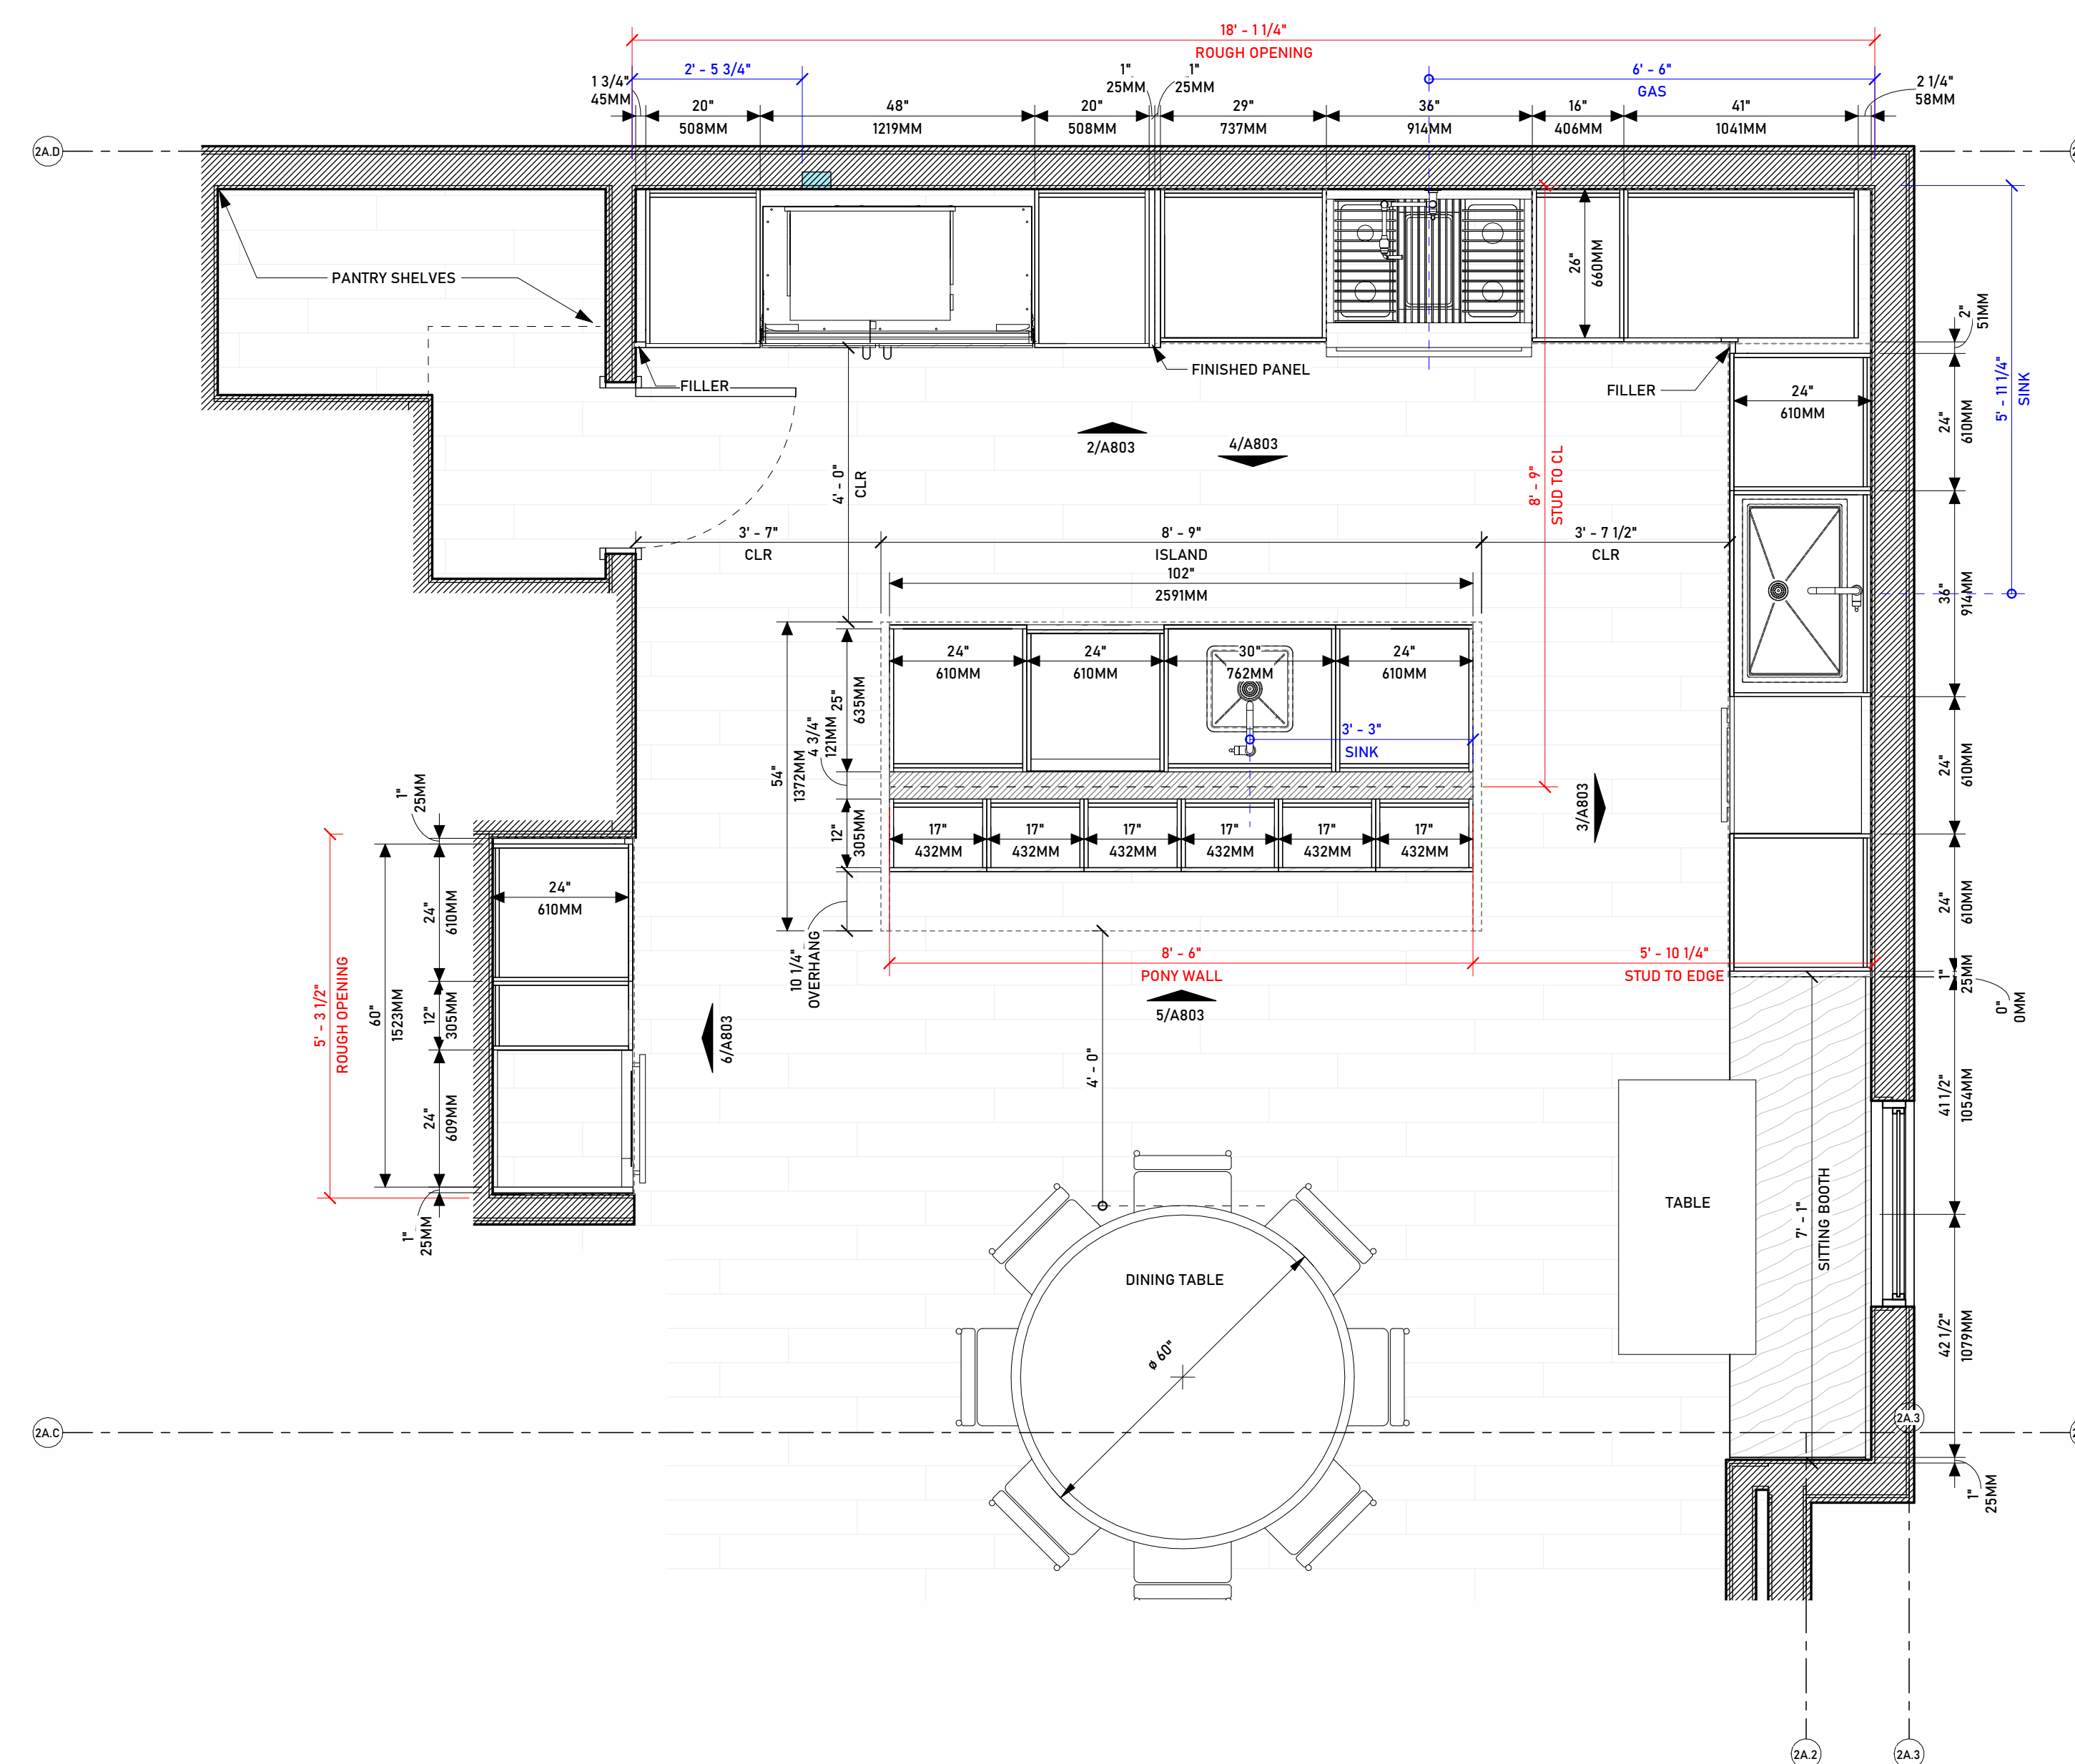 18' - 1 1/4"
ROUGH OPENING
2' - 5 3/4"
6' - 6"
GAS
1 3/4"
45MM
20"
508MM
48"
1219MM
20"
508MM
1"
25MM
1"
25MM
29"
737MM
36"
914MM
16"
406MM
41"
1041MM
2 1/4"
58MM
2A.D
PANTRY SHELVES
26"
660MM
2"
51MM
FILLER
FINISHED PANEL
FILLER
24"
610MM
24"
610MM
5' - 11 1/4"
SINK
2/A803
4/A803
4' - 0"
CLR
8' - 9"
STUD TO CL
3' - 7"
CLR
8' - 9"
ISLAND
3' - 7 1/2"
CLR
102"
2591MM
36"
914MM
24"
610MM
24"
610MM
30"
762MM
24"
610MM
25"
635MM
4 3/4"
121MM
54"
1372MM
3' - 3"
SINK
24"
610MM
3/A803
12"
305MM
17"
432MM
17"
432MM
17"
432MM
17"
432MM
17"
432MM
17"
432MM
1"
25MM
24"
610MM
24"
610MM
24"
610MM
10 1/4"
OVERHANG
8' - 6"
PONY WALL
5' - 10 1/4"
STUD TO EDGE
1"
25MM
0"
0MM
5' - 3 1/2"
ROUGH OPENING
60"
1523MM
12"
305MM
5/A803
6/A803
4' - 0"
24"
609MM
41 1/2"
1054MM
1"
25MM
TABLE
7' - 1"
SITTING BOOTH
DINING TABLE
ø 60"
42 1/2"
1079MM
2A.C
2A.3
1"
25MM
2A.2
2A.3